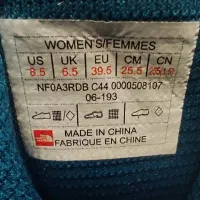 WOMEN'S/FEMMES
US UK EU CM CN
8.5 6.5 39.5 25.5
NF0A3RDB C44 0000508107
06-193
MADE IN CHINA
FABRIQUE EN CHINE